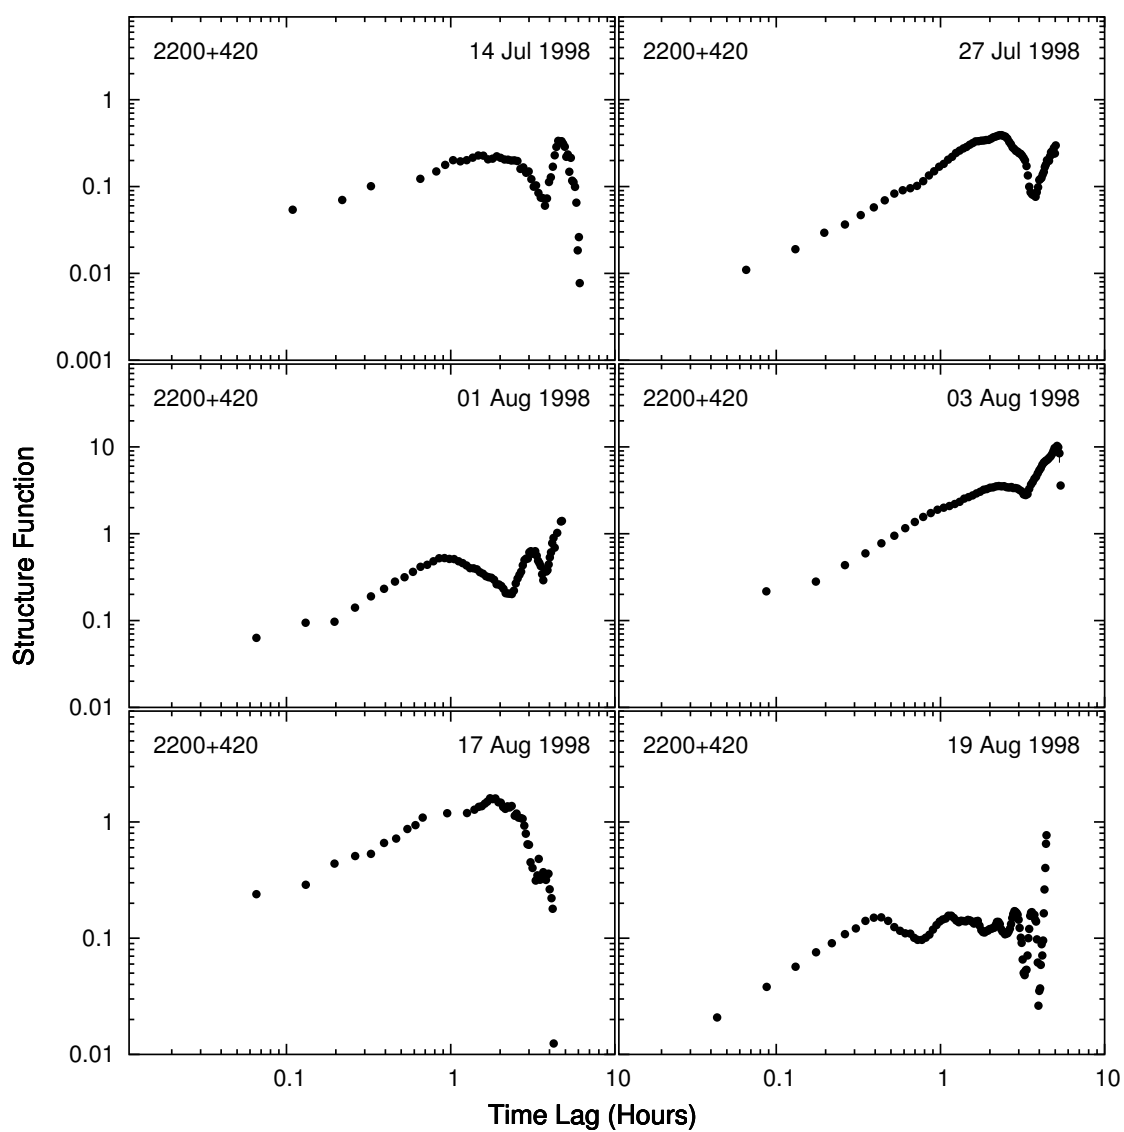 2200+420 14 Jul 1998 2200+420 27 Jul 1998
1
0.1
0.01
0.001
2200+420 01 Aug 1998 2200+420 03 Aug 1998
10
1
0.1
0.01
Structure Function
2200+420 17 Aug 1998 2200+420 19 Aug 1998
1
0.1
0.01
0.1 1 10 0.1 1 10
Time Lag (Hours)